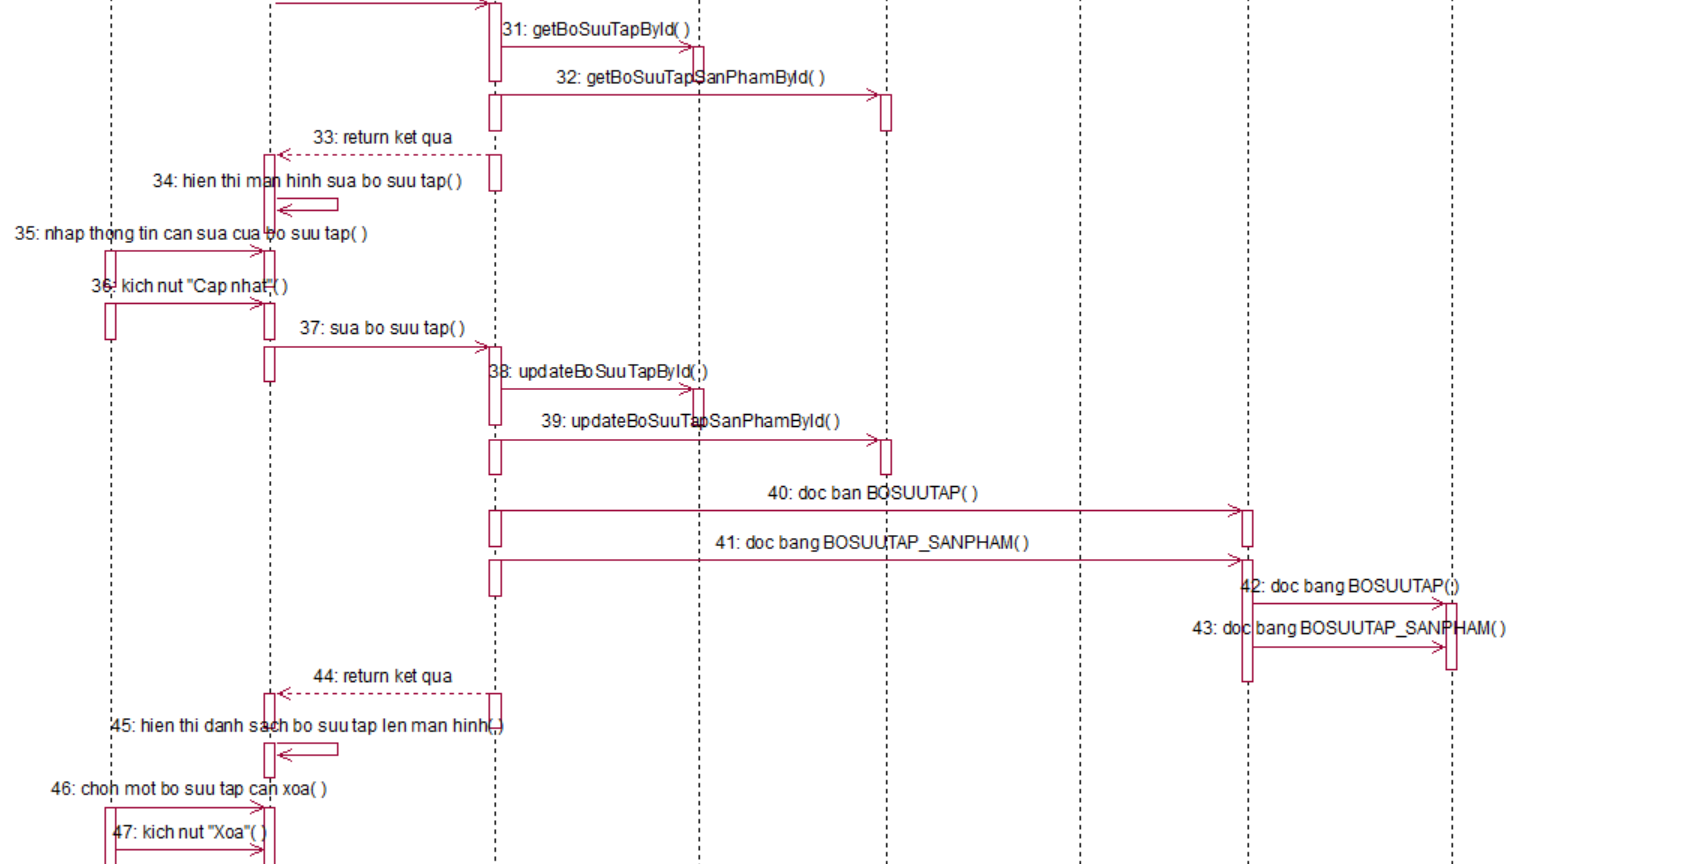 31: getBoSuuTapById( )
32: getBoSuuTapSanPhamById( )
33: return ket qua
34: hien thi man hinh sua bo suu tap( )
35: nhap thong tin can sua cua bo suu tap( )
36: kich nut "Cap nhat"( )
37: sua bo suu tap( )
38: updateBoSuuTapById( )
39: updateBoSuuTapSanPhamById( )
40: doc ban BOSUUTAP( )
41: doc bang BOSUUTAP_SANPHAM( )
42: doc bang BOSUUTAP( )
43: doc bang BOSUUTAP_SANPHAM( )
44: return ket qua
45: hien thi danh sach bo suu tap len man hinh( )
46: chon mot bo suu tap can xoa( )
47: kich nut "Xoa"( )